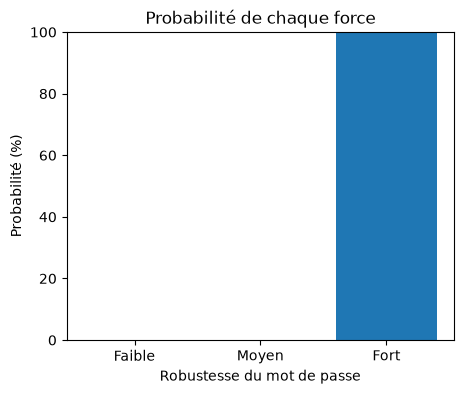 Probabilité de chaque force
100
80
60
40
20
0
Probabilité (%)
Faible Moyen Fort
Robustesse du mot de passe